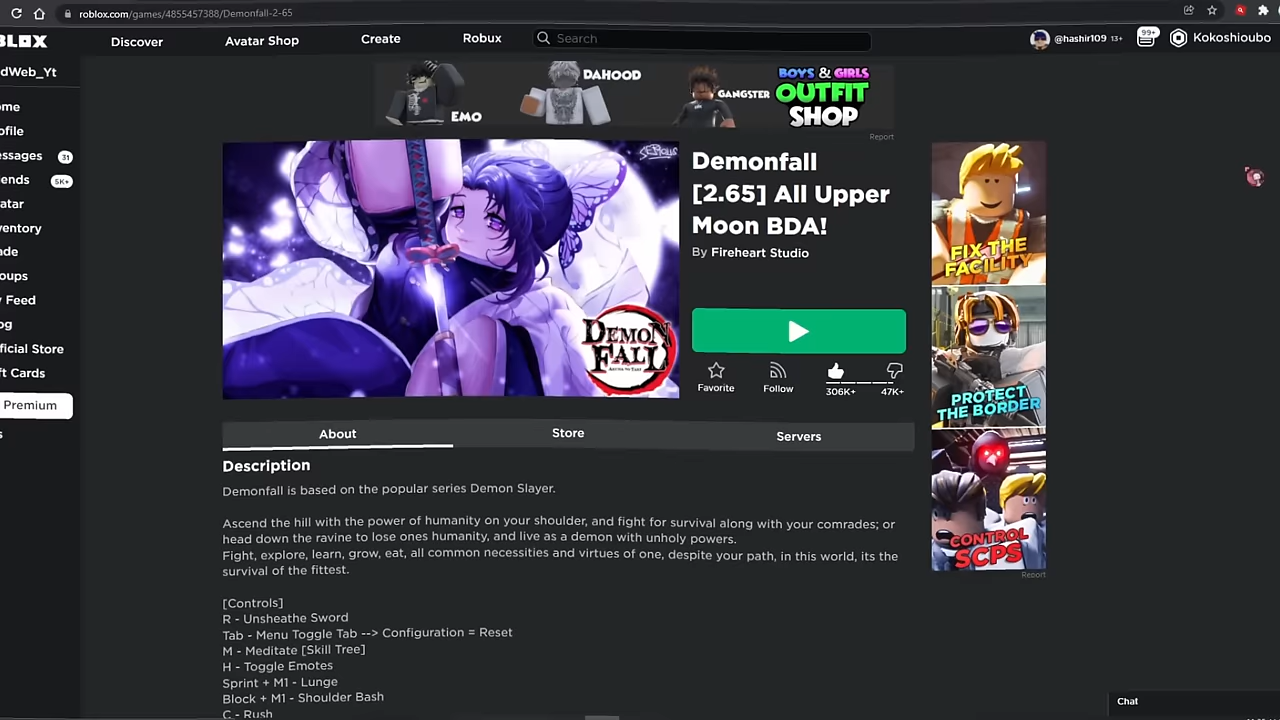 roblox.com/games/4855457388/Demonfall-2-65
BLOX
Discover
Avatar Shop
Create
Robux
Search
@hashir109 13+
99+
Kokoshioubo
dWeb_Yt
ome
ofile
essages 31
iends 5K+
atar
ventory
ade
oups
y Feed
og
ficial Store
ft Cards
Premium
s
EMO
DAHOOD
GANGSTER
BOYS & GIRLS
OUTFIT
SHOP
Report
DEMON
FALL
Demonfall
[2.65] All Upper
Moon BDA!
By Fireheart Studio
Favorite
Follow
306K+
47K+
FIX THE
FACILITY
PROTECT
THE BORDER
CONTROL
SCPS
Report
About
Store
Servers
Description
Demonfall is based on the popular series Demon Slayer.
Ascend the hill with the power of humanity on your shoulder, and fight for survival along with your comrades; or
head down the ravine to lose ones humanity, and live as a demon with unholy powers.
Fight, explore, learn, grow, eat, all common necessities and virtues of one, despite your path, in this world, its the
survival of the fittest.
[Controls]
R - Unsheathe Sword
Tab - Menu Toggle Tab --> Configuration = Reset
M - Meditate [Skill Tree]
H - Toggle Emotes
Sprint + M1 - Lunge
Block + M1 - Shoulder Bash
C - Rush
Chat